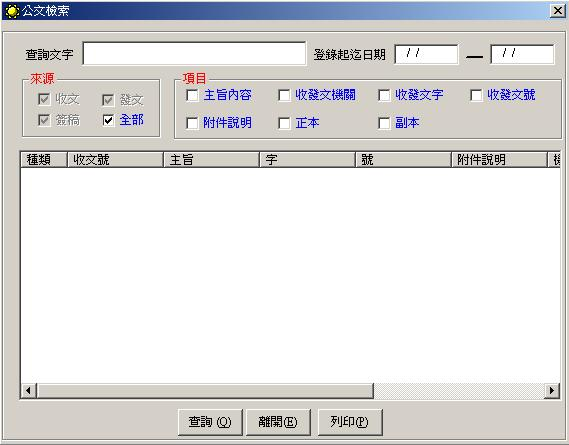 公文檢索
查詢文字 登錄起迄日期 / / — / /
來源 項目
收文 發文 主旨內容 收發文機關 收發文字 收發文號
簽稿 全部 附件說明 正本 副本
種類 收文號 主旨 字 號 附件說明
查詢(Q) 離開(E) 列印(P)